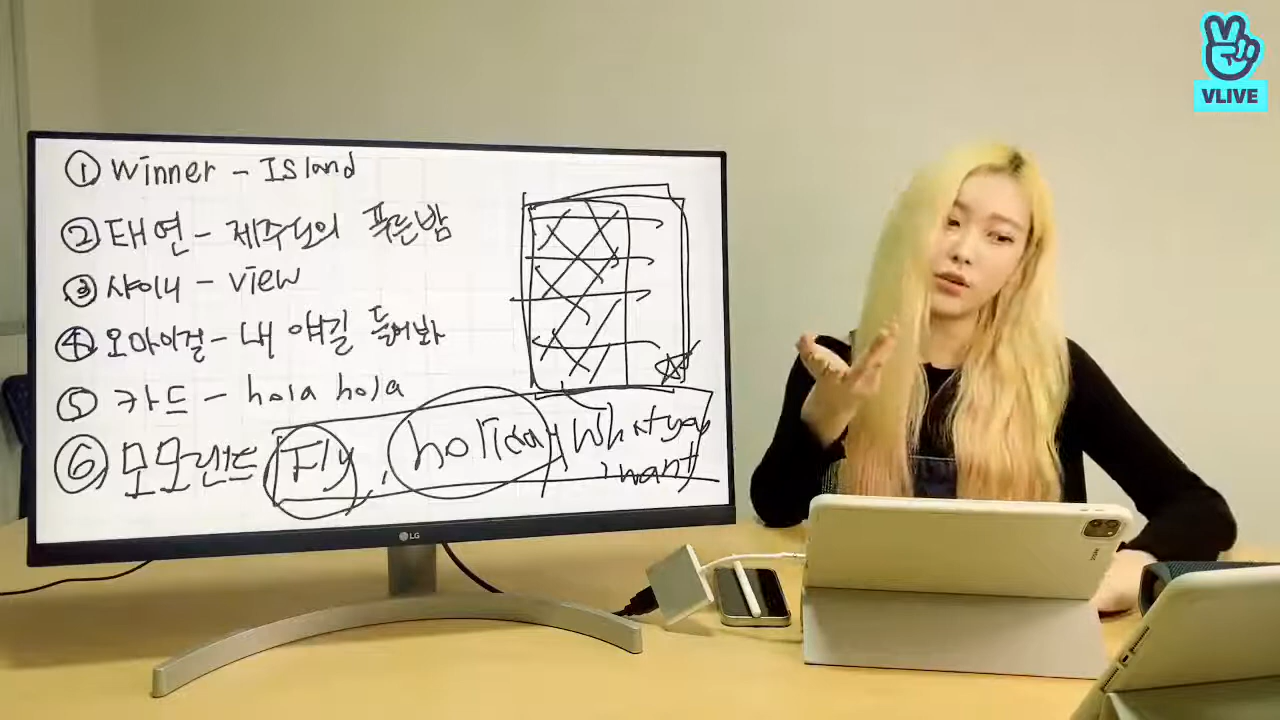 VLIVE
① Winner - Island
② 태연 - 제주도의 푸른밤
③ 샤이니 - View
④ 오마이걸 - 내 얘길 들어봐
⑤ 카드 - hola hola
⑥ 모모랜드 Fly, holiday, What you want
LG